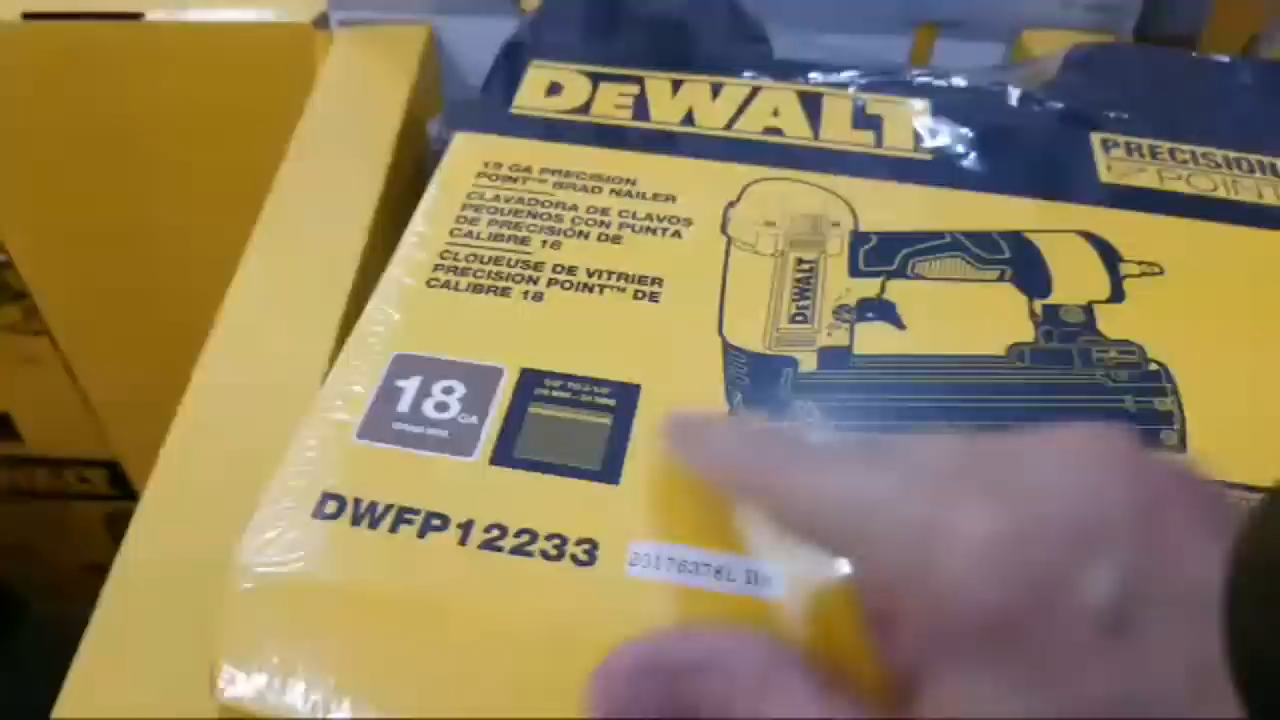 DEWALT
PRECISION
POINT
18 GA PRECISION
POINT™ BRAD NAILER
CLAVADORA DE CLAVOS
PEQUEÑOS CON PUNTA
DE PRECISIÓN DE
CALIBRE 18
CLOUEUSE DE VITRIER
PRECISION POINT™ DE
CALIBRE 18
DEWALT
18 GA
DWFP12233